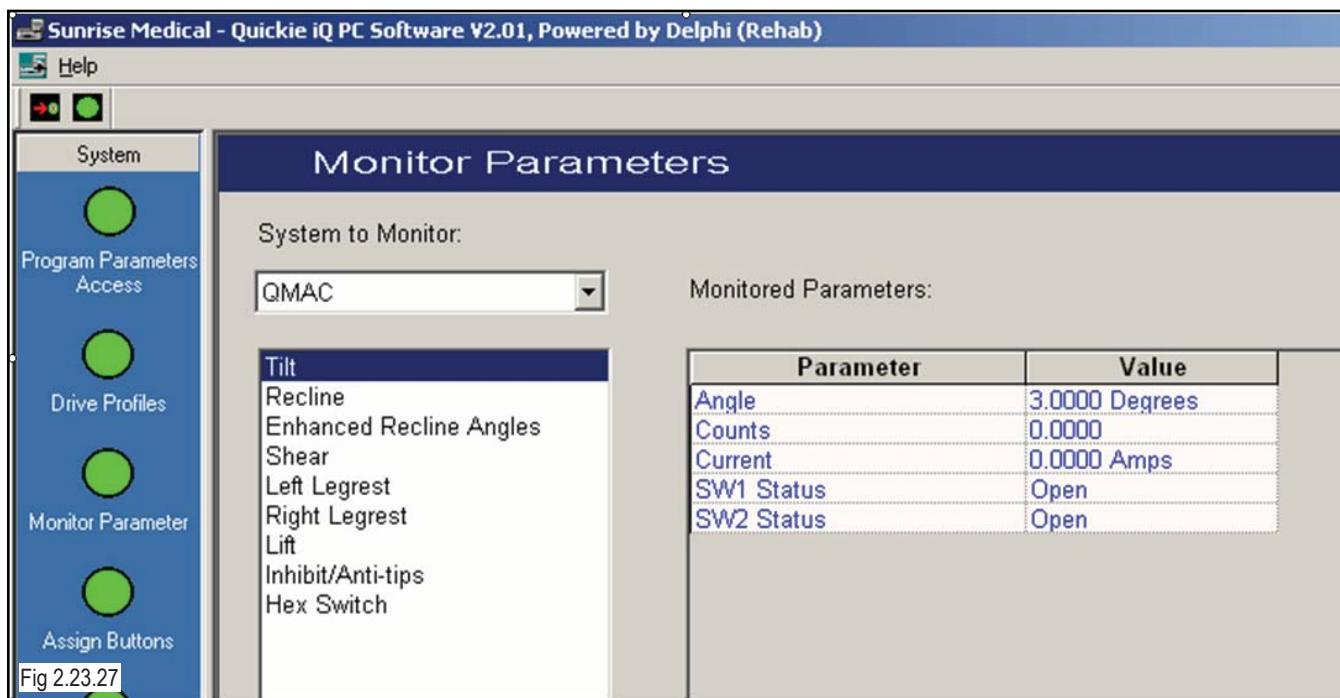 Sunrise Medical - Quickie iQ PC Software V2.01, Powered by Delphi (Rehab)
Help
System
Program Parameters
Access
Drive Profiles
Monitor Parameter
Assign Buttons
Fig 2.23.27
Monitor Parameters
System to Monitor:
QMAC
Tilt
Recline
Enhanced Recline Angles
Shear
Left Legrest
Right Legrest
Lift
Inhibit/Anti-tips
Hex Switch
Monitored Parameters:
Parameter Value
Angle 3.0000 Degrees
Counts 0.0000
Current 0.0000 Amps
SW1 Status Open
SW2 Status Open